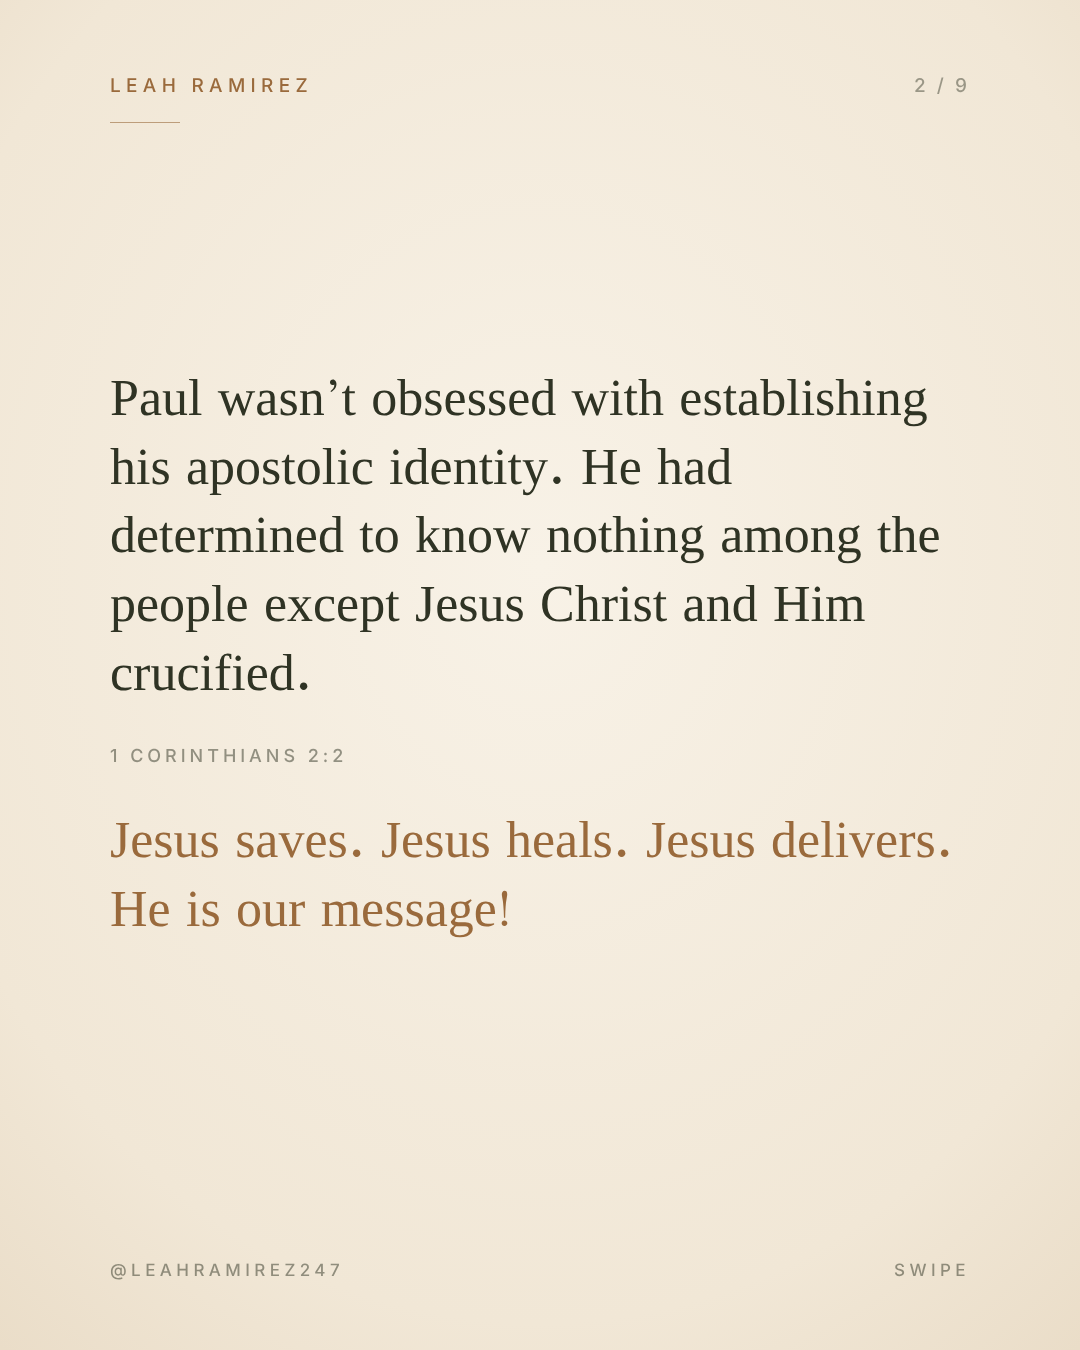 LEAH RAMIREZ
2 / 9
Paul wasn’t obsessed with establishing
his apostolic identity. He had
determined to know nothing among the
people except Jesus Christ and Him
crucified.
1 CORINTHIANS 2:2
Jesus saves. Jesus heals. Jesus delivers.
He is our message!
@LEAHRAMIREZ247
SWIPE